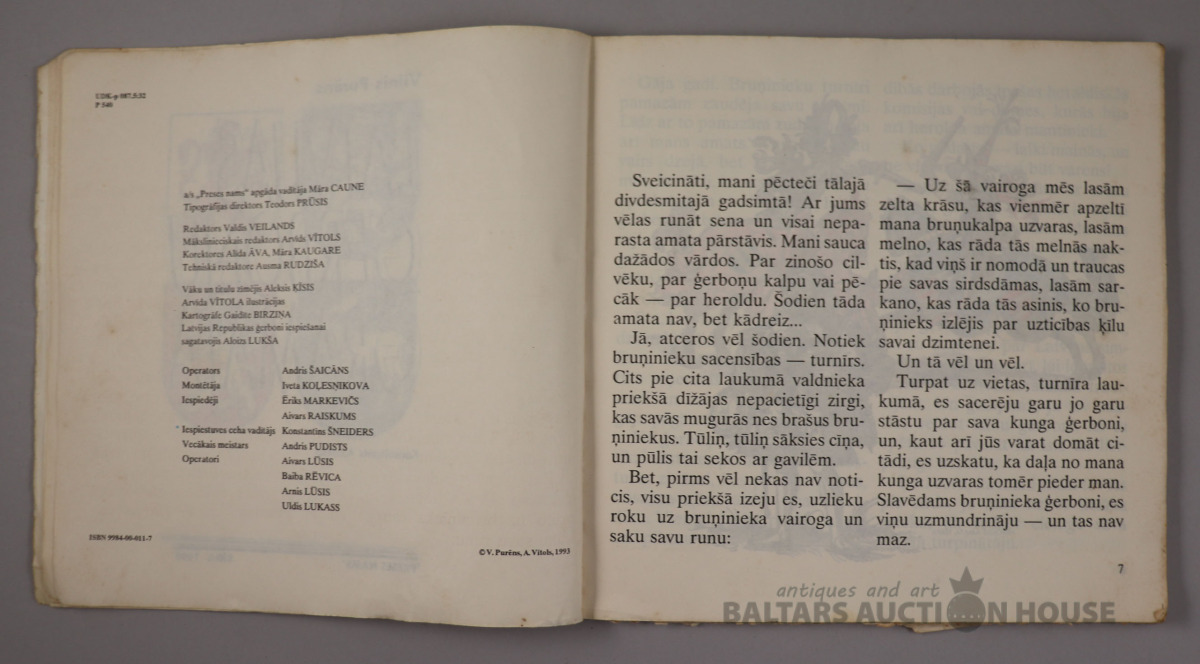 UDK-p 087.5:32
P 540
a/s „Preses nams" apgāda vadītāja Māra CAUNE
Tipogrāfijas direktors Teodors PRŪSIS
Redaktors Valdis VEILANDS
Mākslinieciskais redaktors Arvīds VĪTOLS
Korektores Alīda ĀVA, Māra KAUGARE
Tehniskā redaktore Ausma RUDZIŠA
Vāku un titulu zīmējis Aleksis ĶĪSIS
Arvīda VĪTOLA ilustrācijas
Kartogrāfe Gaidīte BIRZIŅA
Latvijas Republikas ģerboni iespiešanai
sagatavojis Aloizs LUKŠA
Operators Andris ŠAICĀNS
Montētāja Iveta KOĻESŅIKOVA
Iespiedēji Ēriks MARKEVIČS
Aivars RAISKUMS
Iespiestuves ceha vadītājs Konstantīns ŠNEIDERS
Vecākais meistars Andris PUDISTS
Operatori Aivars LŪSIS
Baiba RĒVICA
Arnis LŪSIS
Uldis LUKASS
ISBN 9984-00-011-7
© V. Purēns, A. Vītols, 1993
Sveicināti, mani pēcteči tālajā
divdesmitajā gadsimtā! Ar jums
vēlas runāt sena un visai nepa-
rasta amata pārstāvis. Mani sauca
dažādos vārdos. Par zinošo cil-
vēku, par ģerboņu kalpu vai pē-
cāk — par heroldu. Šodien tāda
amata nav, bet kādreiz...
Jā, atceros vēl šodien. Notiek
bruņinieku sacensības — turnīrs.
Cits pie cita laukumā valdnieka
priekšā dīžājas nepacietīgi zirgi,
kas savās mugurās nes brašus bru-
ņiniekus. Tūliņ, tūliņ sāksies cīņa,
un pūlis tai sekos ar gavilēm.
Bet, pirms vēl nekas nav noti-
cis, visu priekšā izeju es, uzlieku
roku uz bruņinieka vairoga un
saku savu runu:
— Uz šā vairoga mēs lasām
zelta krāsu, kas vienmēr apzeltī
mana bruņukalpa uzvaras, lasām
melno, kas rāda tās melnās nak-
tis, kad viņš ir nomodā un traucas
pie savas sirdsdāmas, lasām sar-
kano, kas rāda tās asinis, ko bru-
ņinieks izlējis par uzticības ķīlu
savai dzimtenei.
Un tā vēl un vēl.
Turpat uz vietas, turnīra lau-
kumā, es sacerēju garu jo garu
stāstu par sava kunga ģerboni,
un, kaut arī jūs varat domāt ci-
tādi, es uzskatu, ka daļa no mana
kunga uzvaras tomēr pieder man.
Slavēdams bruņinieka ģerboni, es
viņu uzmundrināju — un tas nav
maz.
7
antiques and art
BALTARS AUCTION HOUSE